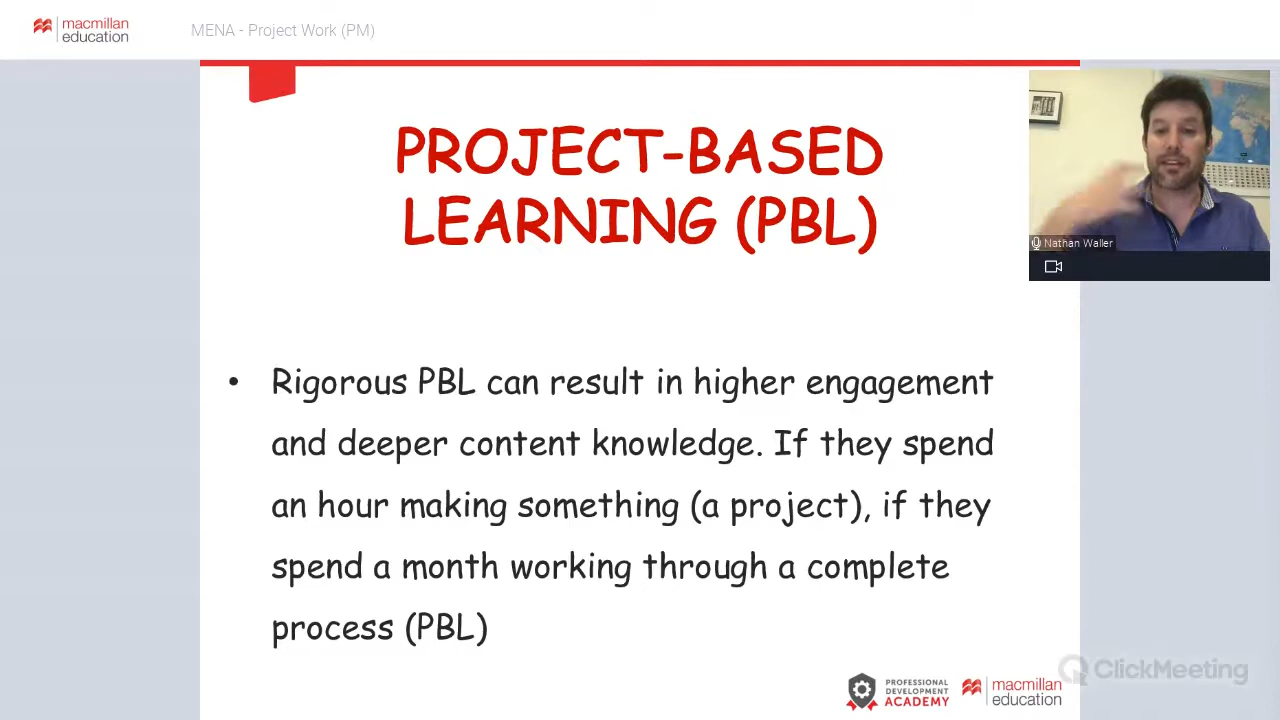 macmillan
education
MENA - Project Work (PM)
PROJECT-BASED
LEARNING (PBL)
Nathan Waller
• Rigorous PBL can result in higher engagement
and deeper content knowledge. If they spend
an hour making something (a project), if they
spend a month working through a complete
process (PBL)
ClickMeeting
PROFESSIONAL
DEVELOPMENT
ACADEMY
macmillan
education